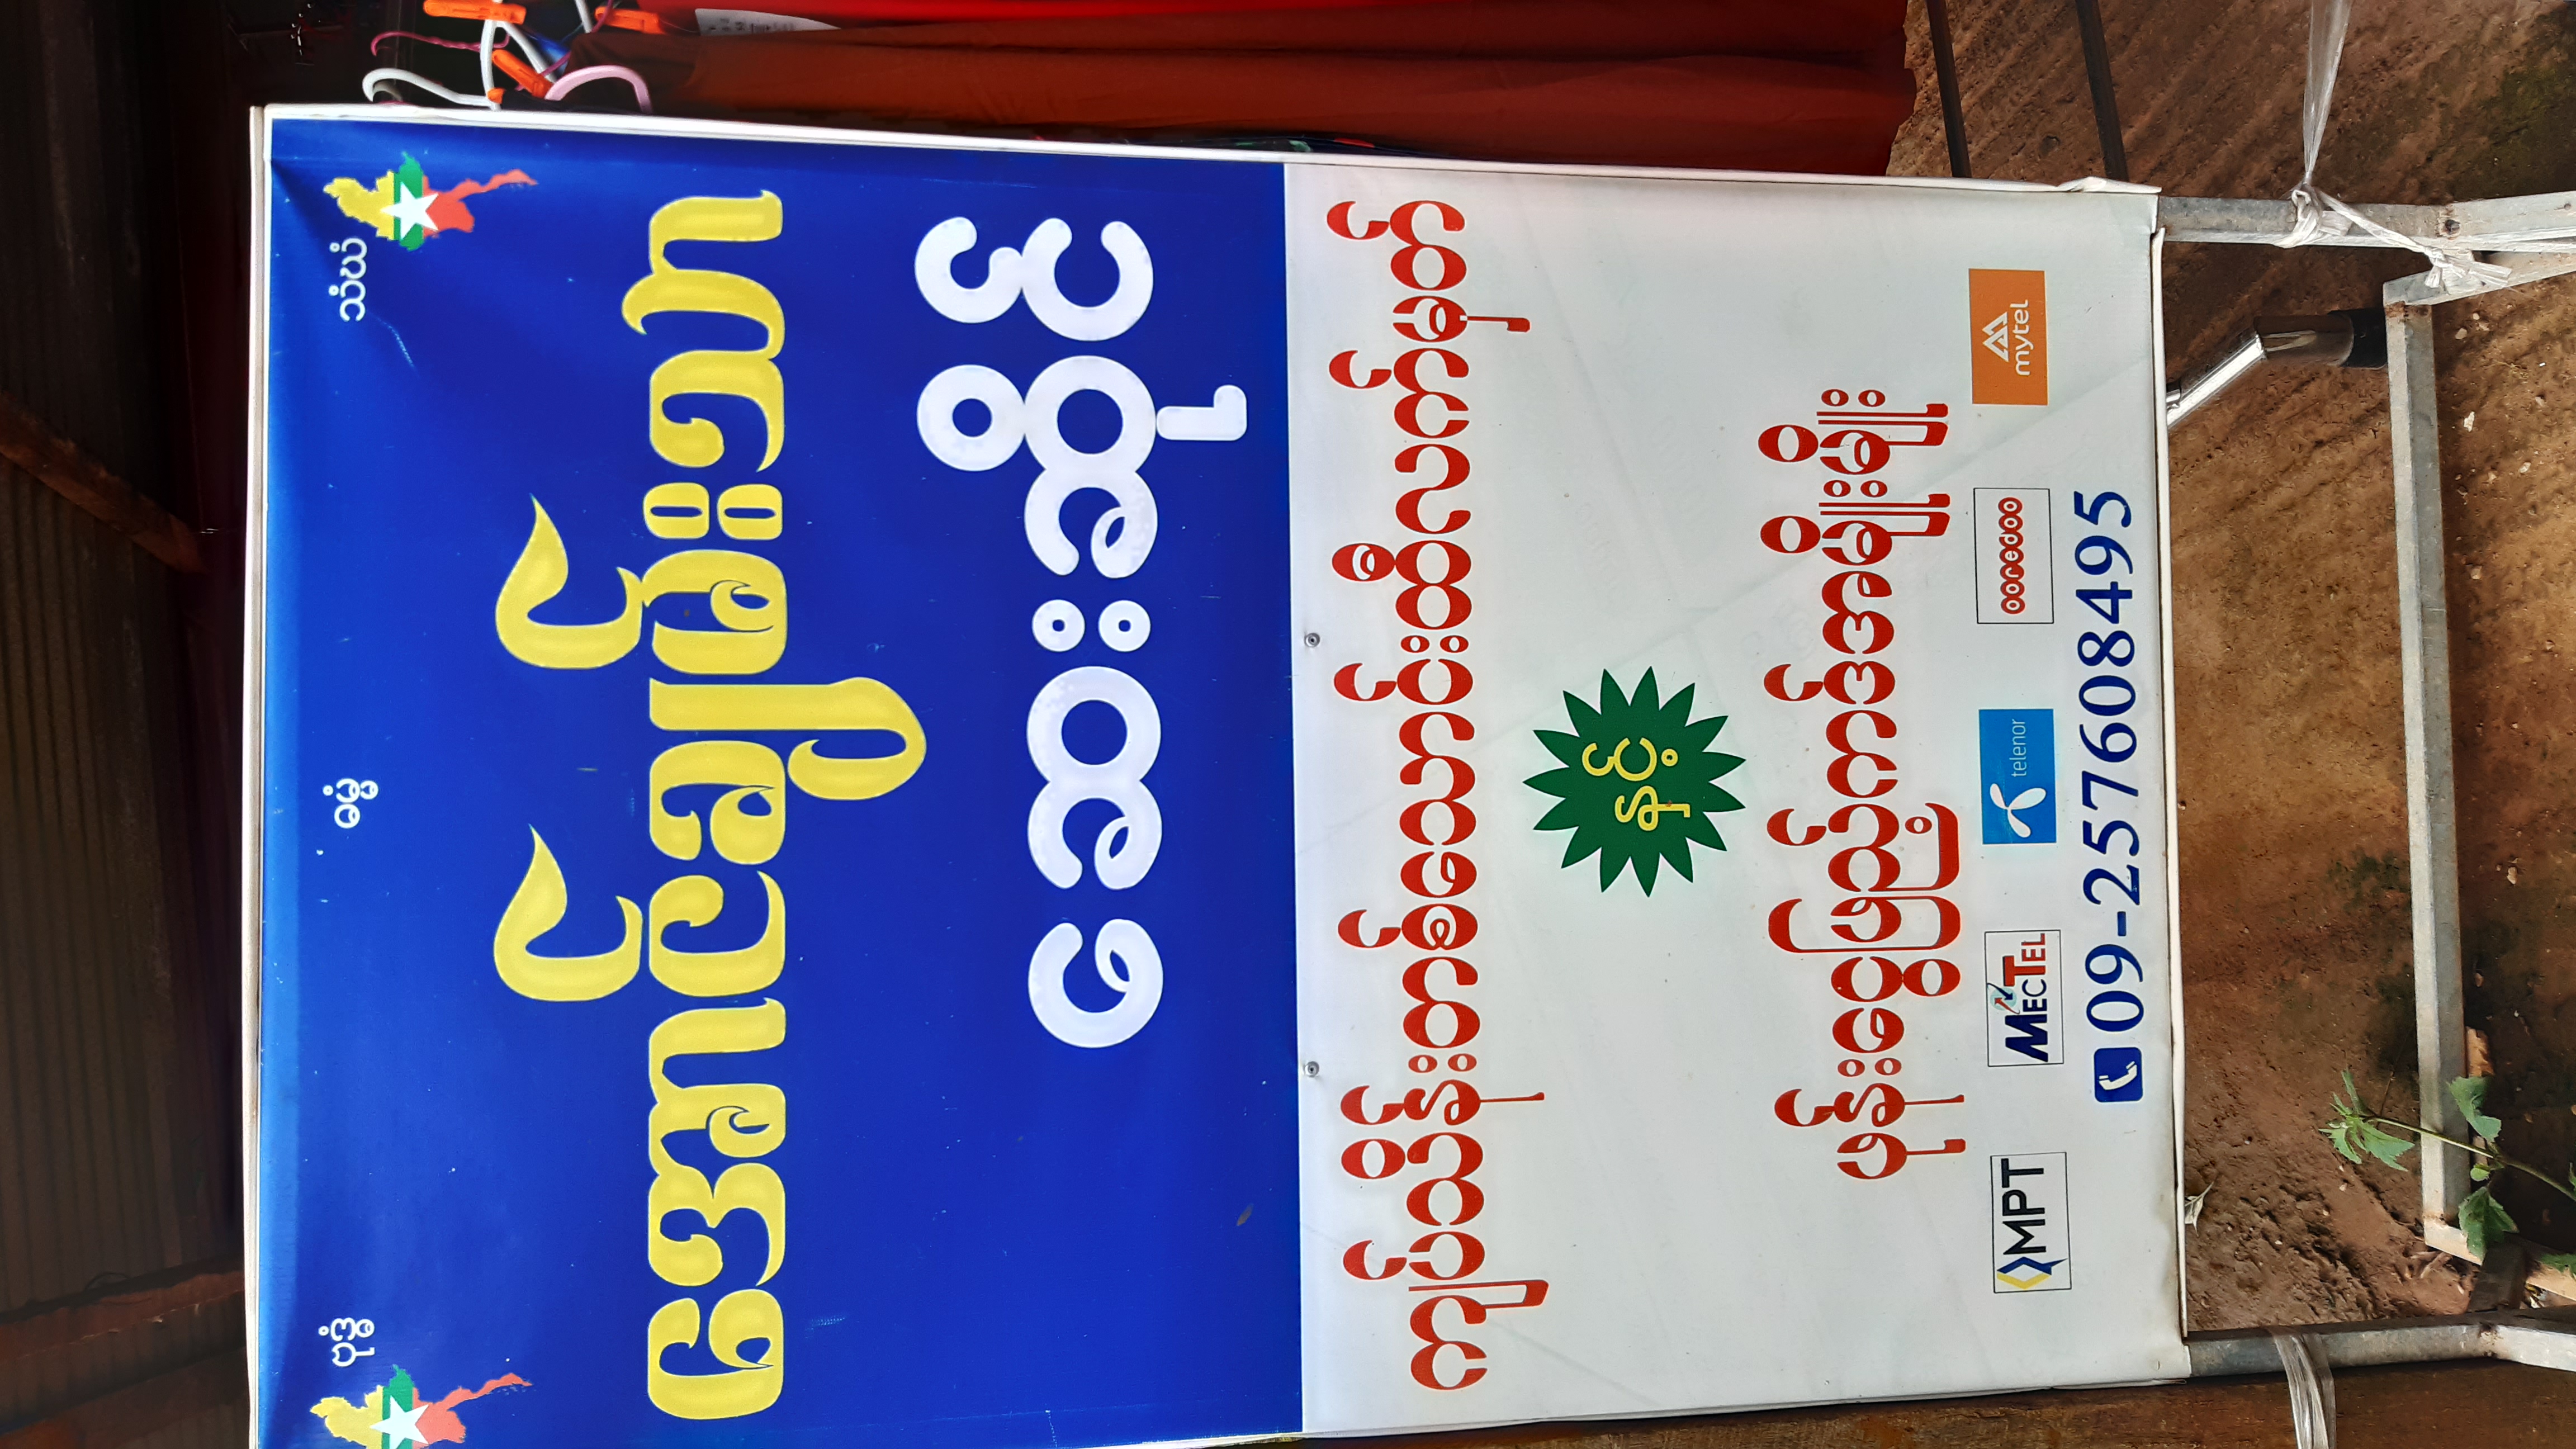 ဗုဒ္ဓံ ဓမ္မံ သံဃံ
အောင်ချမ်းသာ
ဆေးဆိုင်
ကျပ်သိန်းတစ်သောင်းထီလက်မှတ်
နှင့်
ဖုန်းငွေဖြည့်ကဒ်အမျိုးမျိုး
MPT MECTEL telenor ooredoo mytel
09-257608495